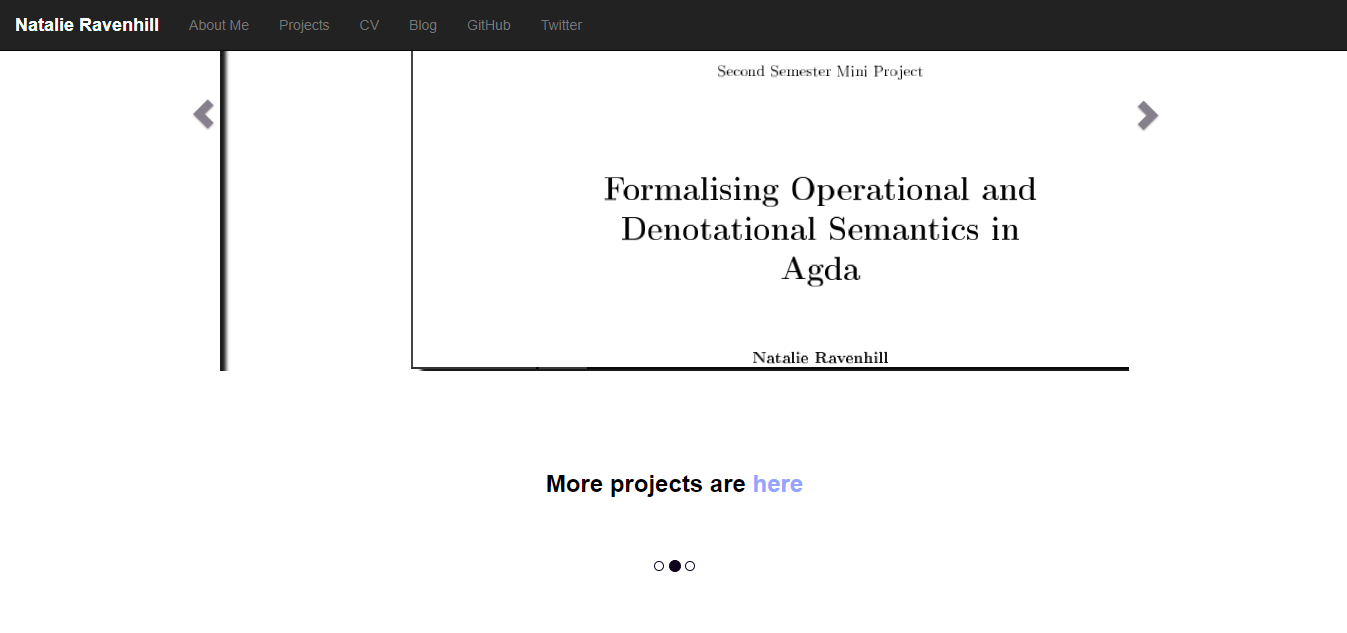 Natalie Ravenhill About Me Projects CV Blog GitHub Twitter
Second Semester Mini Project
Formalising Operational and
Denotational Semantics in
Agda
Natalie Ravenhill
More projects are here